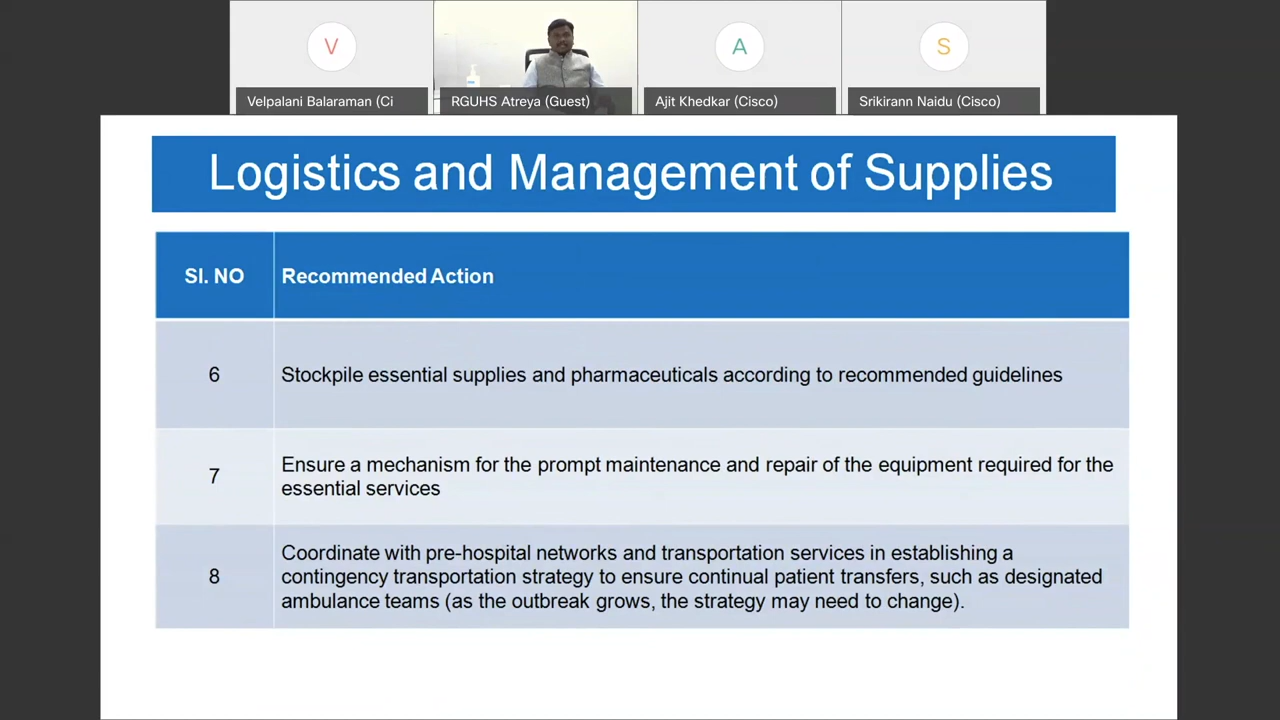 V
A
S
Velpalani Balaraman (Ci
RGUHS Atreya (Guest)
Ajit Khedkar (Cisco)
Srikirann Naidu (Cisco)
Logistics and Management of Supplies
Sl. NO
Recommended Action
6
Stockpile essential supplies and pharmaceuticals according to recommended guidelines
7
Ensure a mechanism for the prompt maintenance and repair of the equipment required for the
essential services
8
Coordinate with pre-hospital networks and transportation services in establishing a
contingency transportation strategy to ensure continual patient transfers, such as designated
ambulance teams (as the outbreak grows, the strategy may need to change).